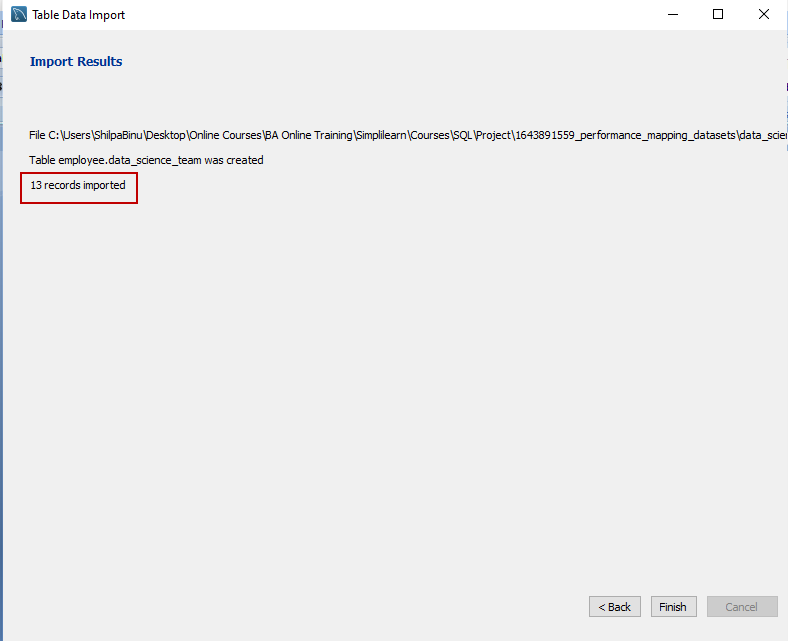 Table Data Import
Import Results
File C:\Users\ShilpaBinu\Desktop\Online Courses\BA Online Training\Simplilearn\Courses\SQL\Project\1643891559_performance_mapping_datasets\data_scie
Table employee.data_science_team was created
13 records imported
< Back Finish Cancel